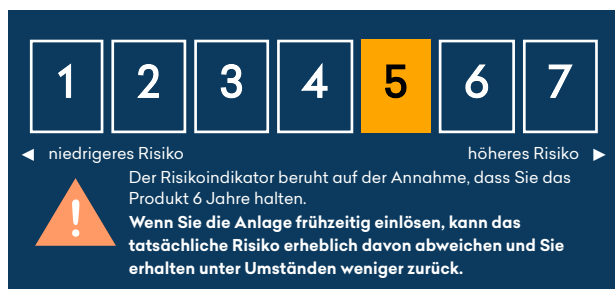 1 2 3 4 5 6 7
◄ niedrigeres Risiko höheres Risiko ►
Der Risikoindikator beruht auf der Annahme, dass Sie das
Produkt 6 Jahre halten.
Wenn Sie die Anlage frühzeitig einlösen, kann das
tatsächliche Risiko erheblich davon abweichen und Sie
erhalten unter Umständen weniger zurück.
!